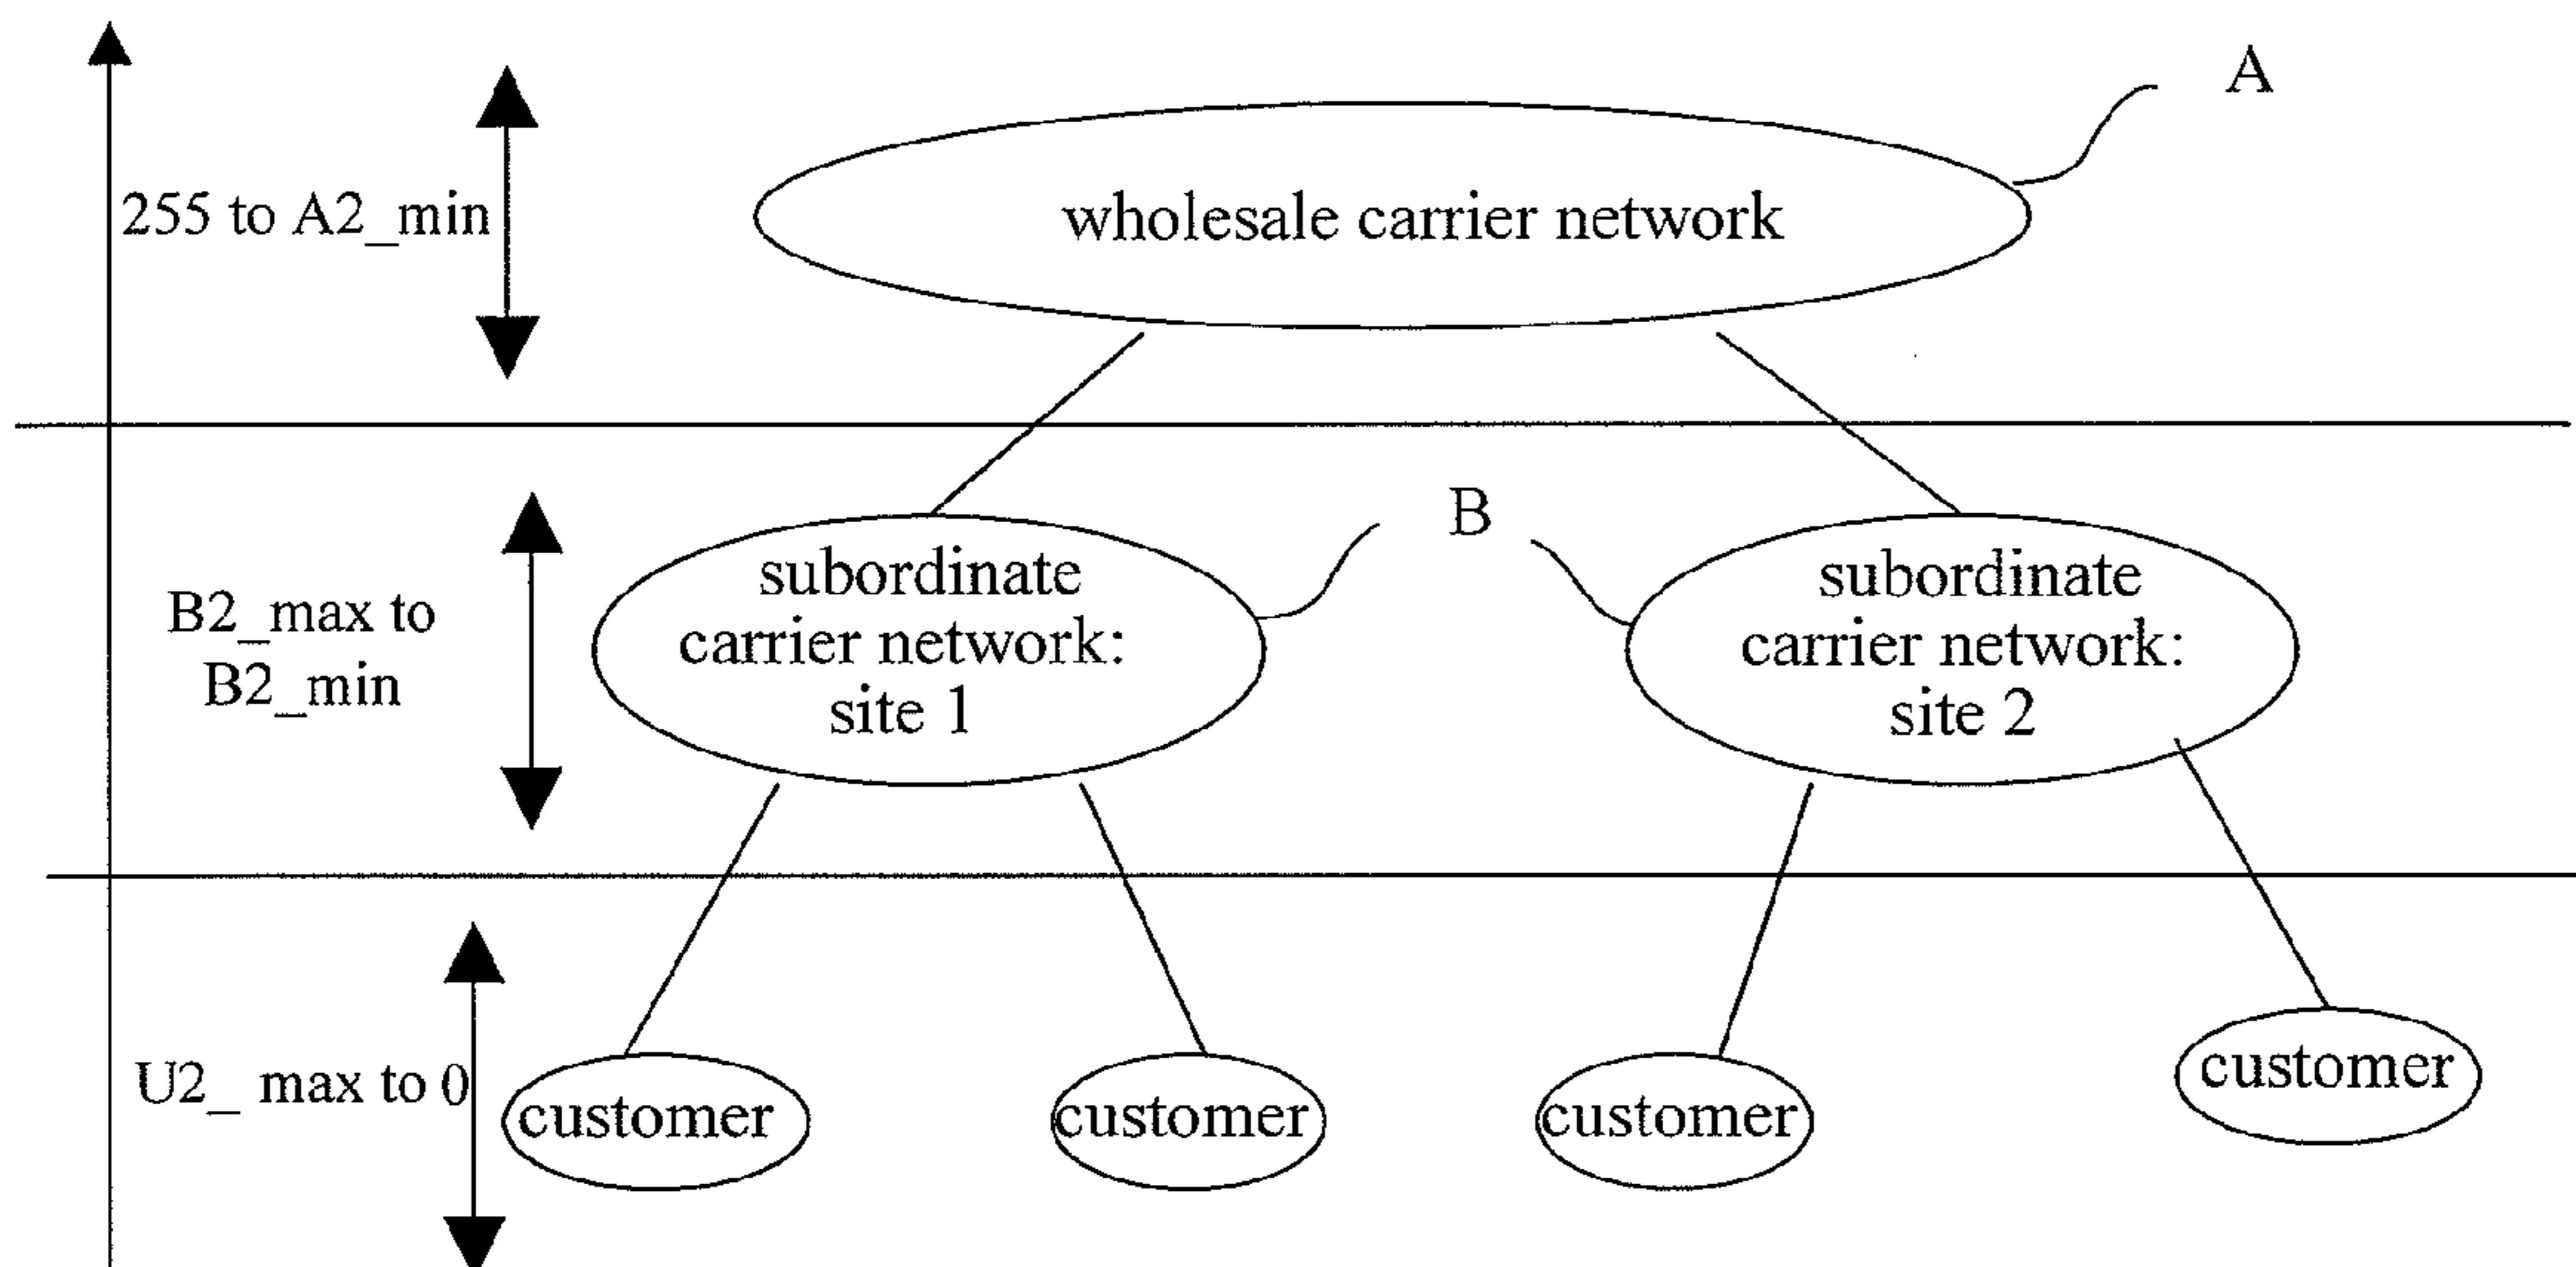 A
255 to A2_min
wholesale carrier network
B
B2_max to
B2_min
subordinate
carrier network:
site 1
subordinate
carrier network:
site 2
U2_ max to 0
customer
customer
customer
customer